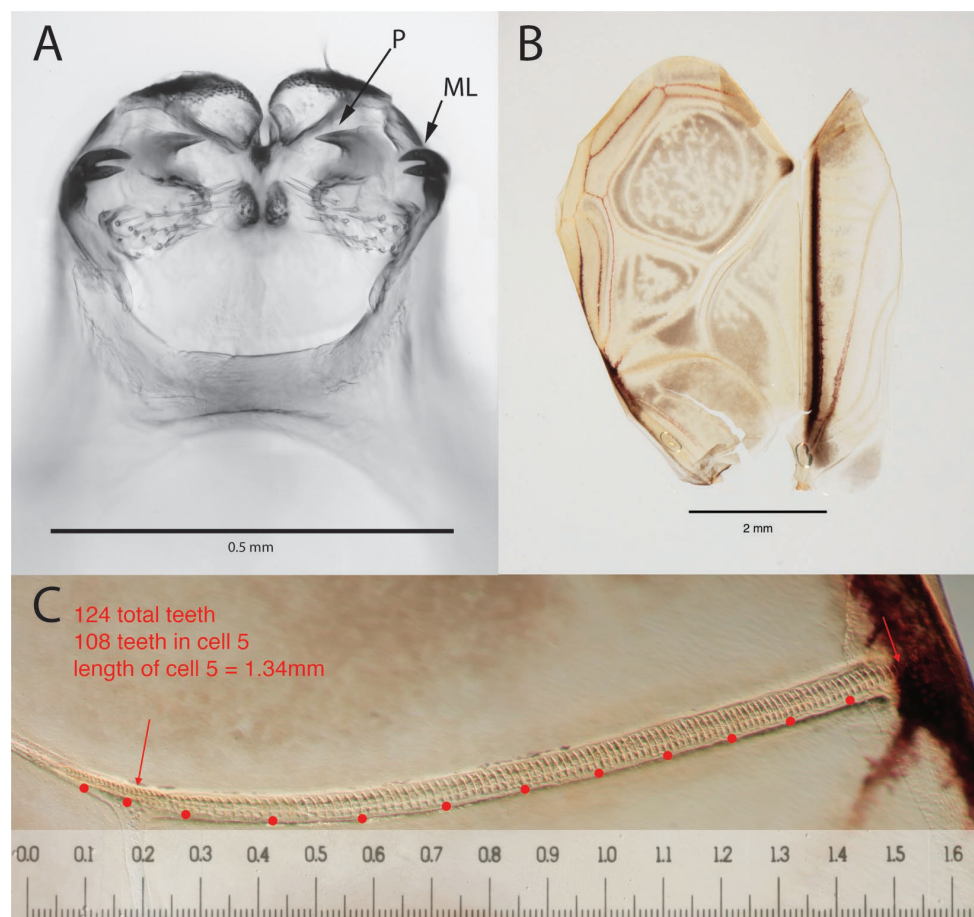 A
P
ML
0.5 mm
B
2 mm
C
124 total teeth
108 teeth in cell 5
length of cell 5 = 1.34mm
0.0 0.1 0.2 0.3 0.4 0.5 0.6 0.7 0.8 0.9 1.0 1.1 1.2 1.3 1.4 1.5 1.6